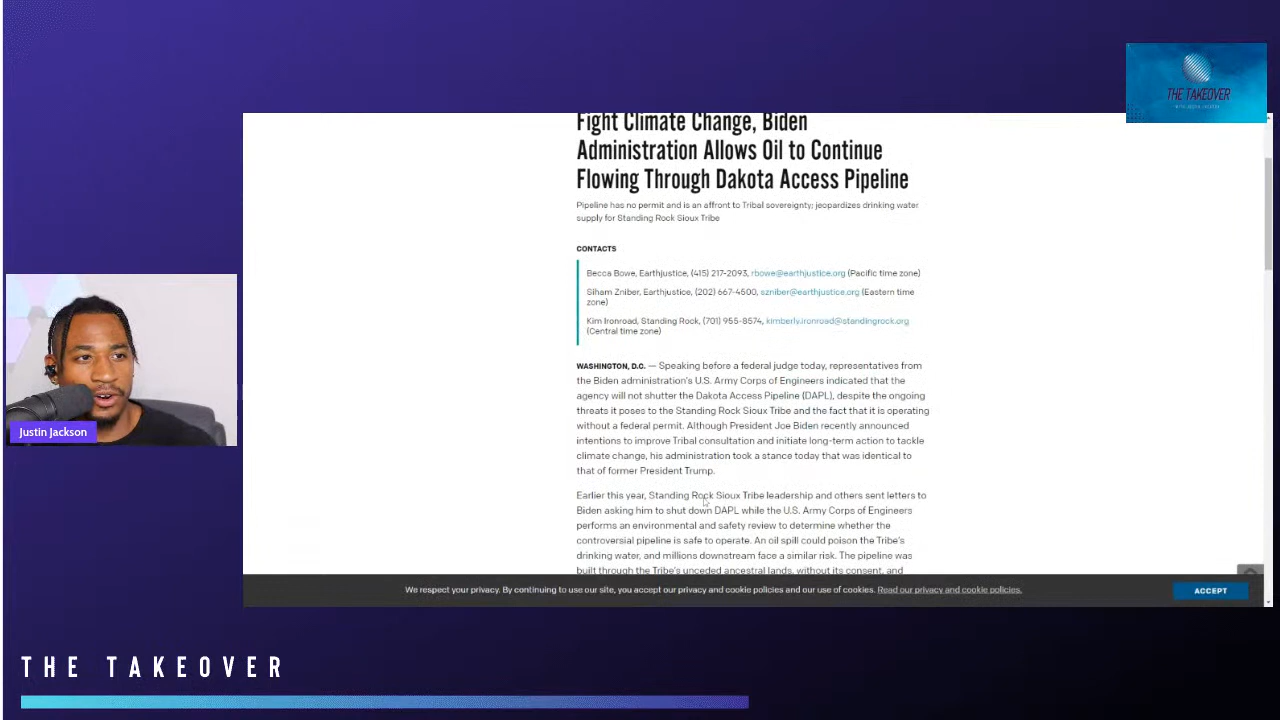 THE TAKEOVER
Fight Climate Change, Biden
Administration Allows Oil to Continue
Flowing Through Dakota Access Pipeline
Pipeline has no permit and is an affront to Tribal sovereignty; jeopardizes drinking water
supply for Standing Rock Sioux Tribe
CONTACTS
Becca Bowe, Earthjustice, (415) 217-2093, rbowe@earthjustice.org (Pacific time zone)
Siham Zniber, Earthjustice, (202) 667-4500, szniber@earthjustice.org (Eastern time
zone)
Kim Ironroad, Standing Rock, (701) 955-8574, kimberly.ironroad@standingrock.org
(Central time zone)
WASHINGTON, D.C. — Speaking before a federal judge today, representatives from
the Biden administration's U.S. Army Corps of Engineers indicated that the
agency will not shutter the Dakota Access Pipeline (DAPL), despite the ongoing
threats it poses to the Standing Rock Sioux Tribe and the fact that it is operating
without a federal permit. Although President Joe Biden recently announced
intentions to improve Tribal consultation and initiate long-term action to tackle
climate change, his administration took a stance today that was identical to
that of former President Trump.
Earlier this year, Standing Rock Sioux Tribe leadership and others sent letters to
Biden asking him to shut down DAPL while the U.S. Army Corps of Engineers
performs an environmental and safety review to determine whether the
controversial pipeline is safe to operate. An oil spill could poison the Tribe's
drinking water, and millions downstream face a similar risk. The pipeline was
built through the Tribe's unceded ancestral lands, without its consent, and
We respect your privacy. By continuing to use our site, you accept our privacy and cookie policies and our use of cookies. Read our privacy and cookie policies.
ACCEPT
Justin Jackson
THE TAKEOVER